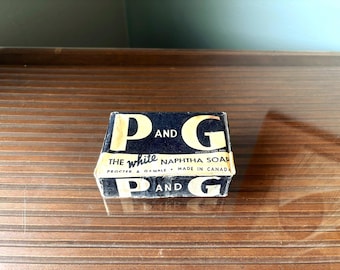 P AND G
THE white NAPHTHA SOAP
PROCTER & GAMBLE • MADE IN CANADA
P AND G